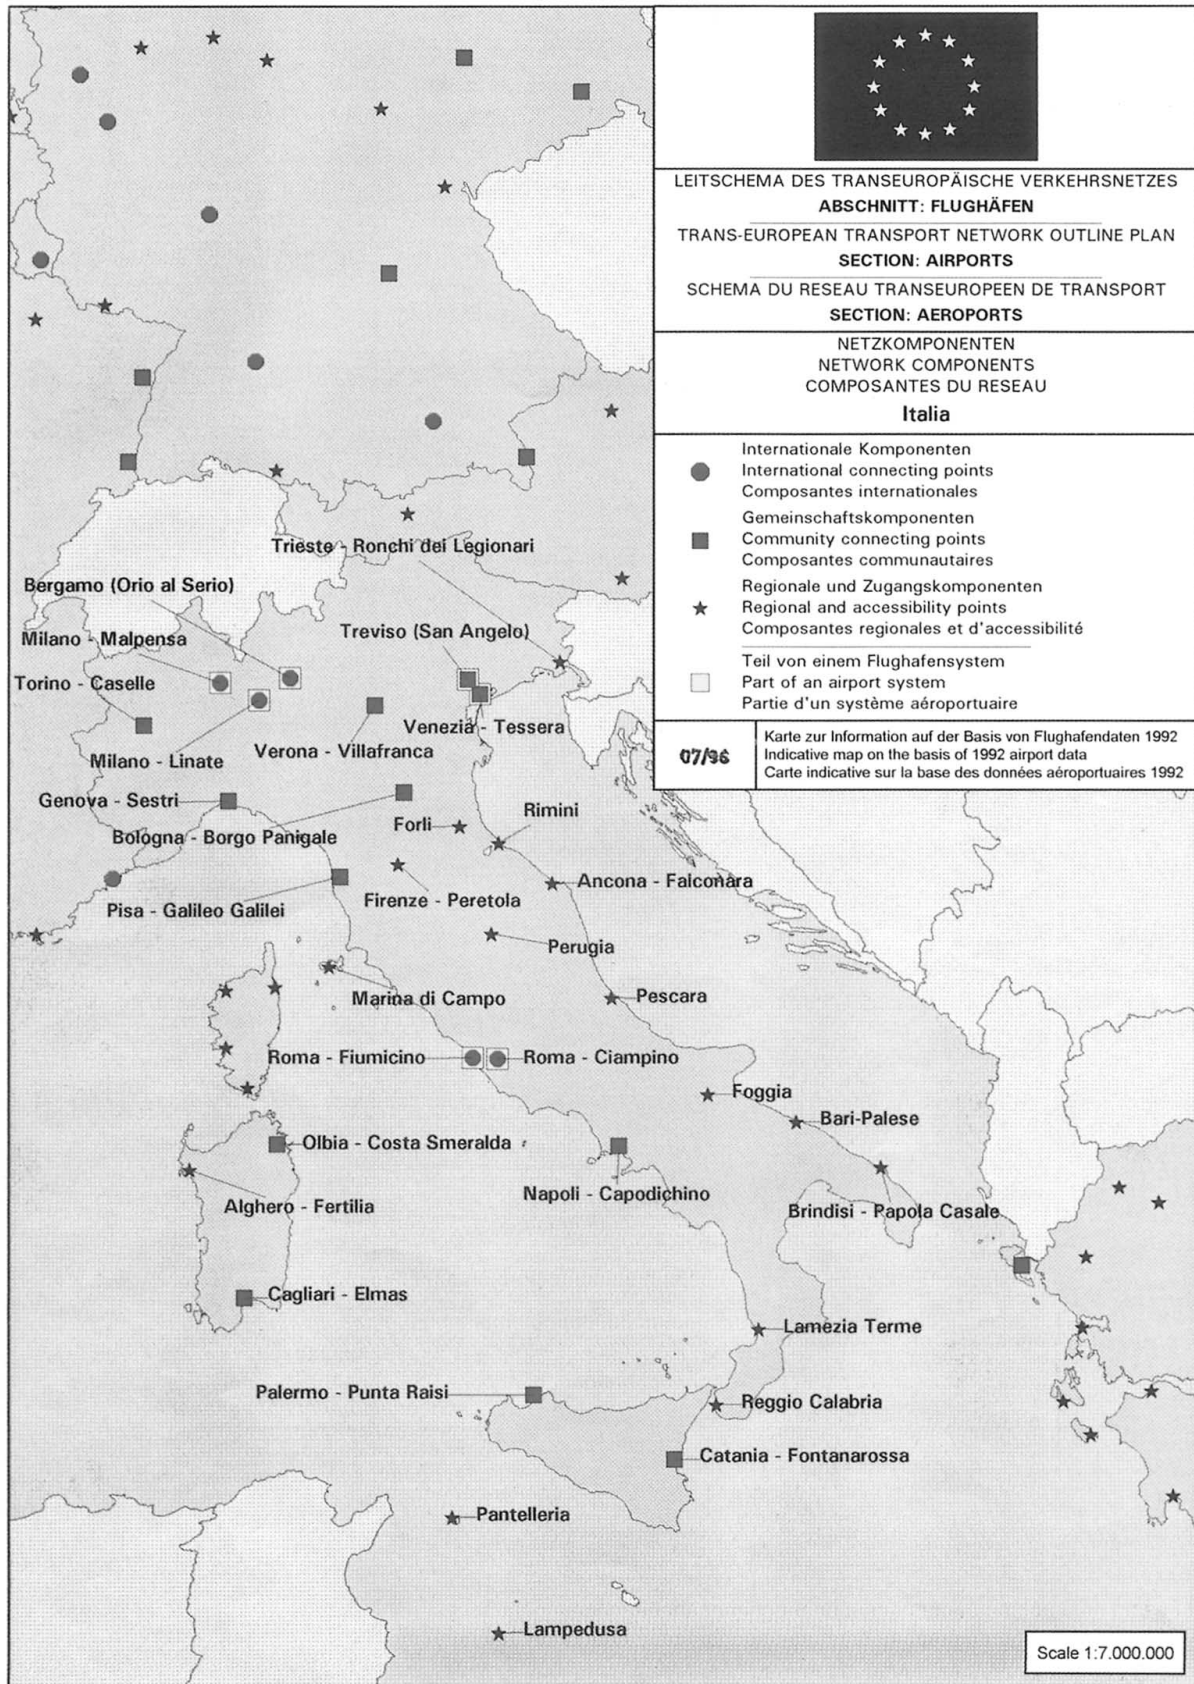 LEITSCHEMA DES TRANSEUROPÄISCHE VERKEHRSNETZES
ABSCHNITT: FLUGHÄFEN
TRANS-EUROPEAN TRANSPORT NETWORK OUTLINE PLAN
SECTION: AIRPORTS
SCHEMA DU RESEAU TRANSEUROPEEN DE TRANSPORT
SECTION: AEROPORTS
NETZKOMPONENTEN
NETWORK COMPONENTS
COMPOSANTES DU RESEAU
Italia
Internationale Komponenten
International connecting points
Composantes internationales
Gemeinschaftskomponenten
Community connecting points
Composantes communautaires
Regionale und Zugangskomponenten
Regional and accessibility points
Composantes regionales et d'accessibilité
Teil von einem Flughafensystem
Part of an airport system
Partie d'un système aéroportuaire
07/96
Karte zur Information auf der Basis von Flughafendaten 1992
Indicative map on the basis of 1992 airport data
Carte indicative sur la base des données aéroportuaires 1992
Trieste - Ronchi dei Legionari
Bergamo (Orio al Serio)
Milano - Malpensa
Treviso (San Angelo)
Torino - Caselle
Venezia - Tessera
Verona - Villafranca
Milano - Linate
Genova - Sestri
Bologna - Borgo Panigale
Forli
Rimini
Ancona - Falconara
Firenze - Peretola
Pisa - Galileo Galilei
Perugia
Marina di Campo
Pescara
Roma - Fiumicino
Roma - Ciampino
Foggia
Bari-Palese
Olbia - Costa Smeralda
Napoli - Capodichino
Alghero - Fertilia
Brindisi - Papola Casale
Cagliari - Elmas
Lamezia Terme
Palermo - Punta Raisi
Reggio Calabria
Catania - Fontanarossa
Pantelleria
Lampedusa
Scale 1:7.000.000